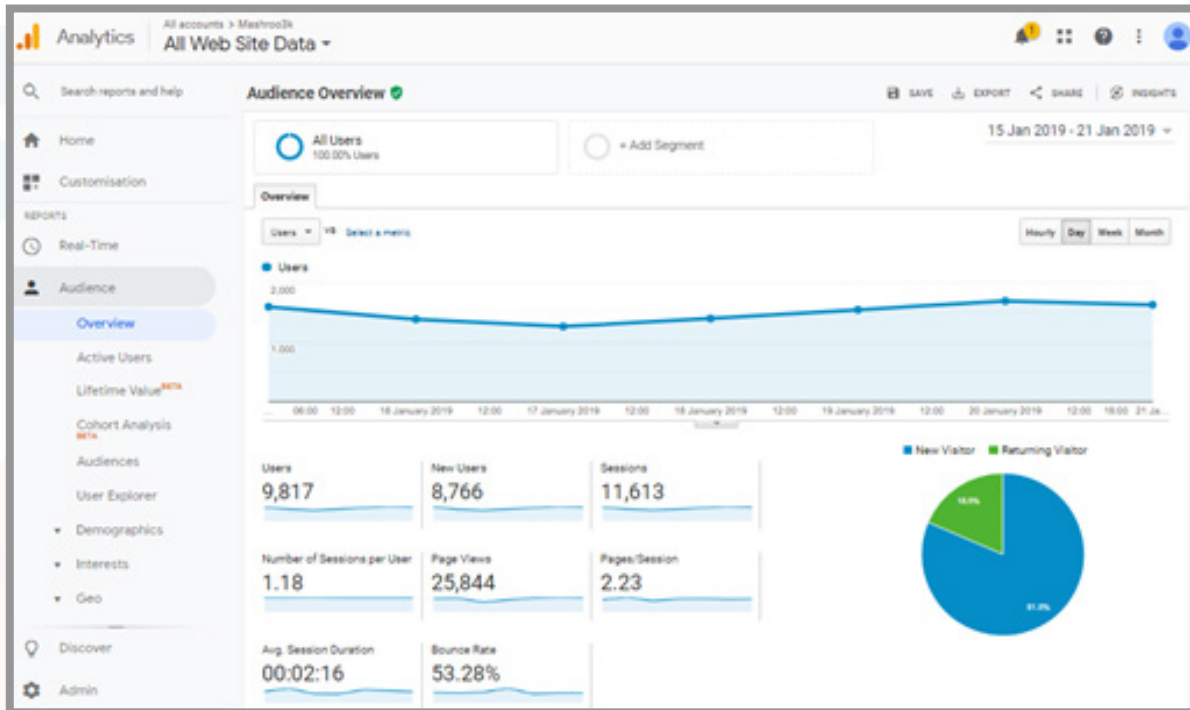 All accounts > Mashroo3k
Analytics
All Web Site Data
1
Search reports and help
Audience Overview
SAVE
EXPORT
SHARE
INSIGHTS
Home
Customisation
All Users
100.00% Users
+ Add Segment
15 Jan 2019 - 21 Jan 2019
Overview
REPORTS
Real-Time
Audience
Overview
Active Users
Lifetime Value BETA
Cohort Analysis
BETA
Audiences
User Explorer
Demographics
Interests
Geo
Discover
Admin
Users
VS
Select a metric
Hourly
Day
Week
Month
Users
2,000
1,000
...
06:00
12:00
16 January 2019
12:00
17 January 2019
12:00
18 January 2019
12:00
19 January 2019
12:00
20 January 2019
12:00
18:00
21 Ja...
New Visitor
Returning Visitor
Users
9,817
New Users
8,766
Sessions
11,613
Number of Sessions per User
1.18
Page Views
25,844
Pages/Session
2.23
Avg. Session Duration
00:02:16
Bounce Rate
53.28%